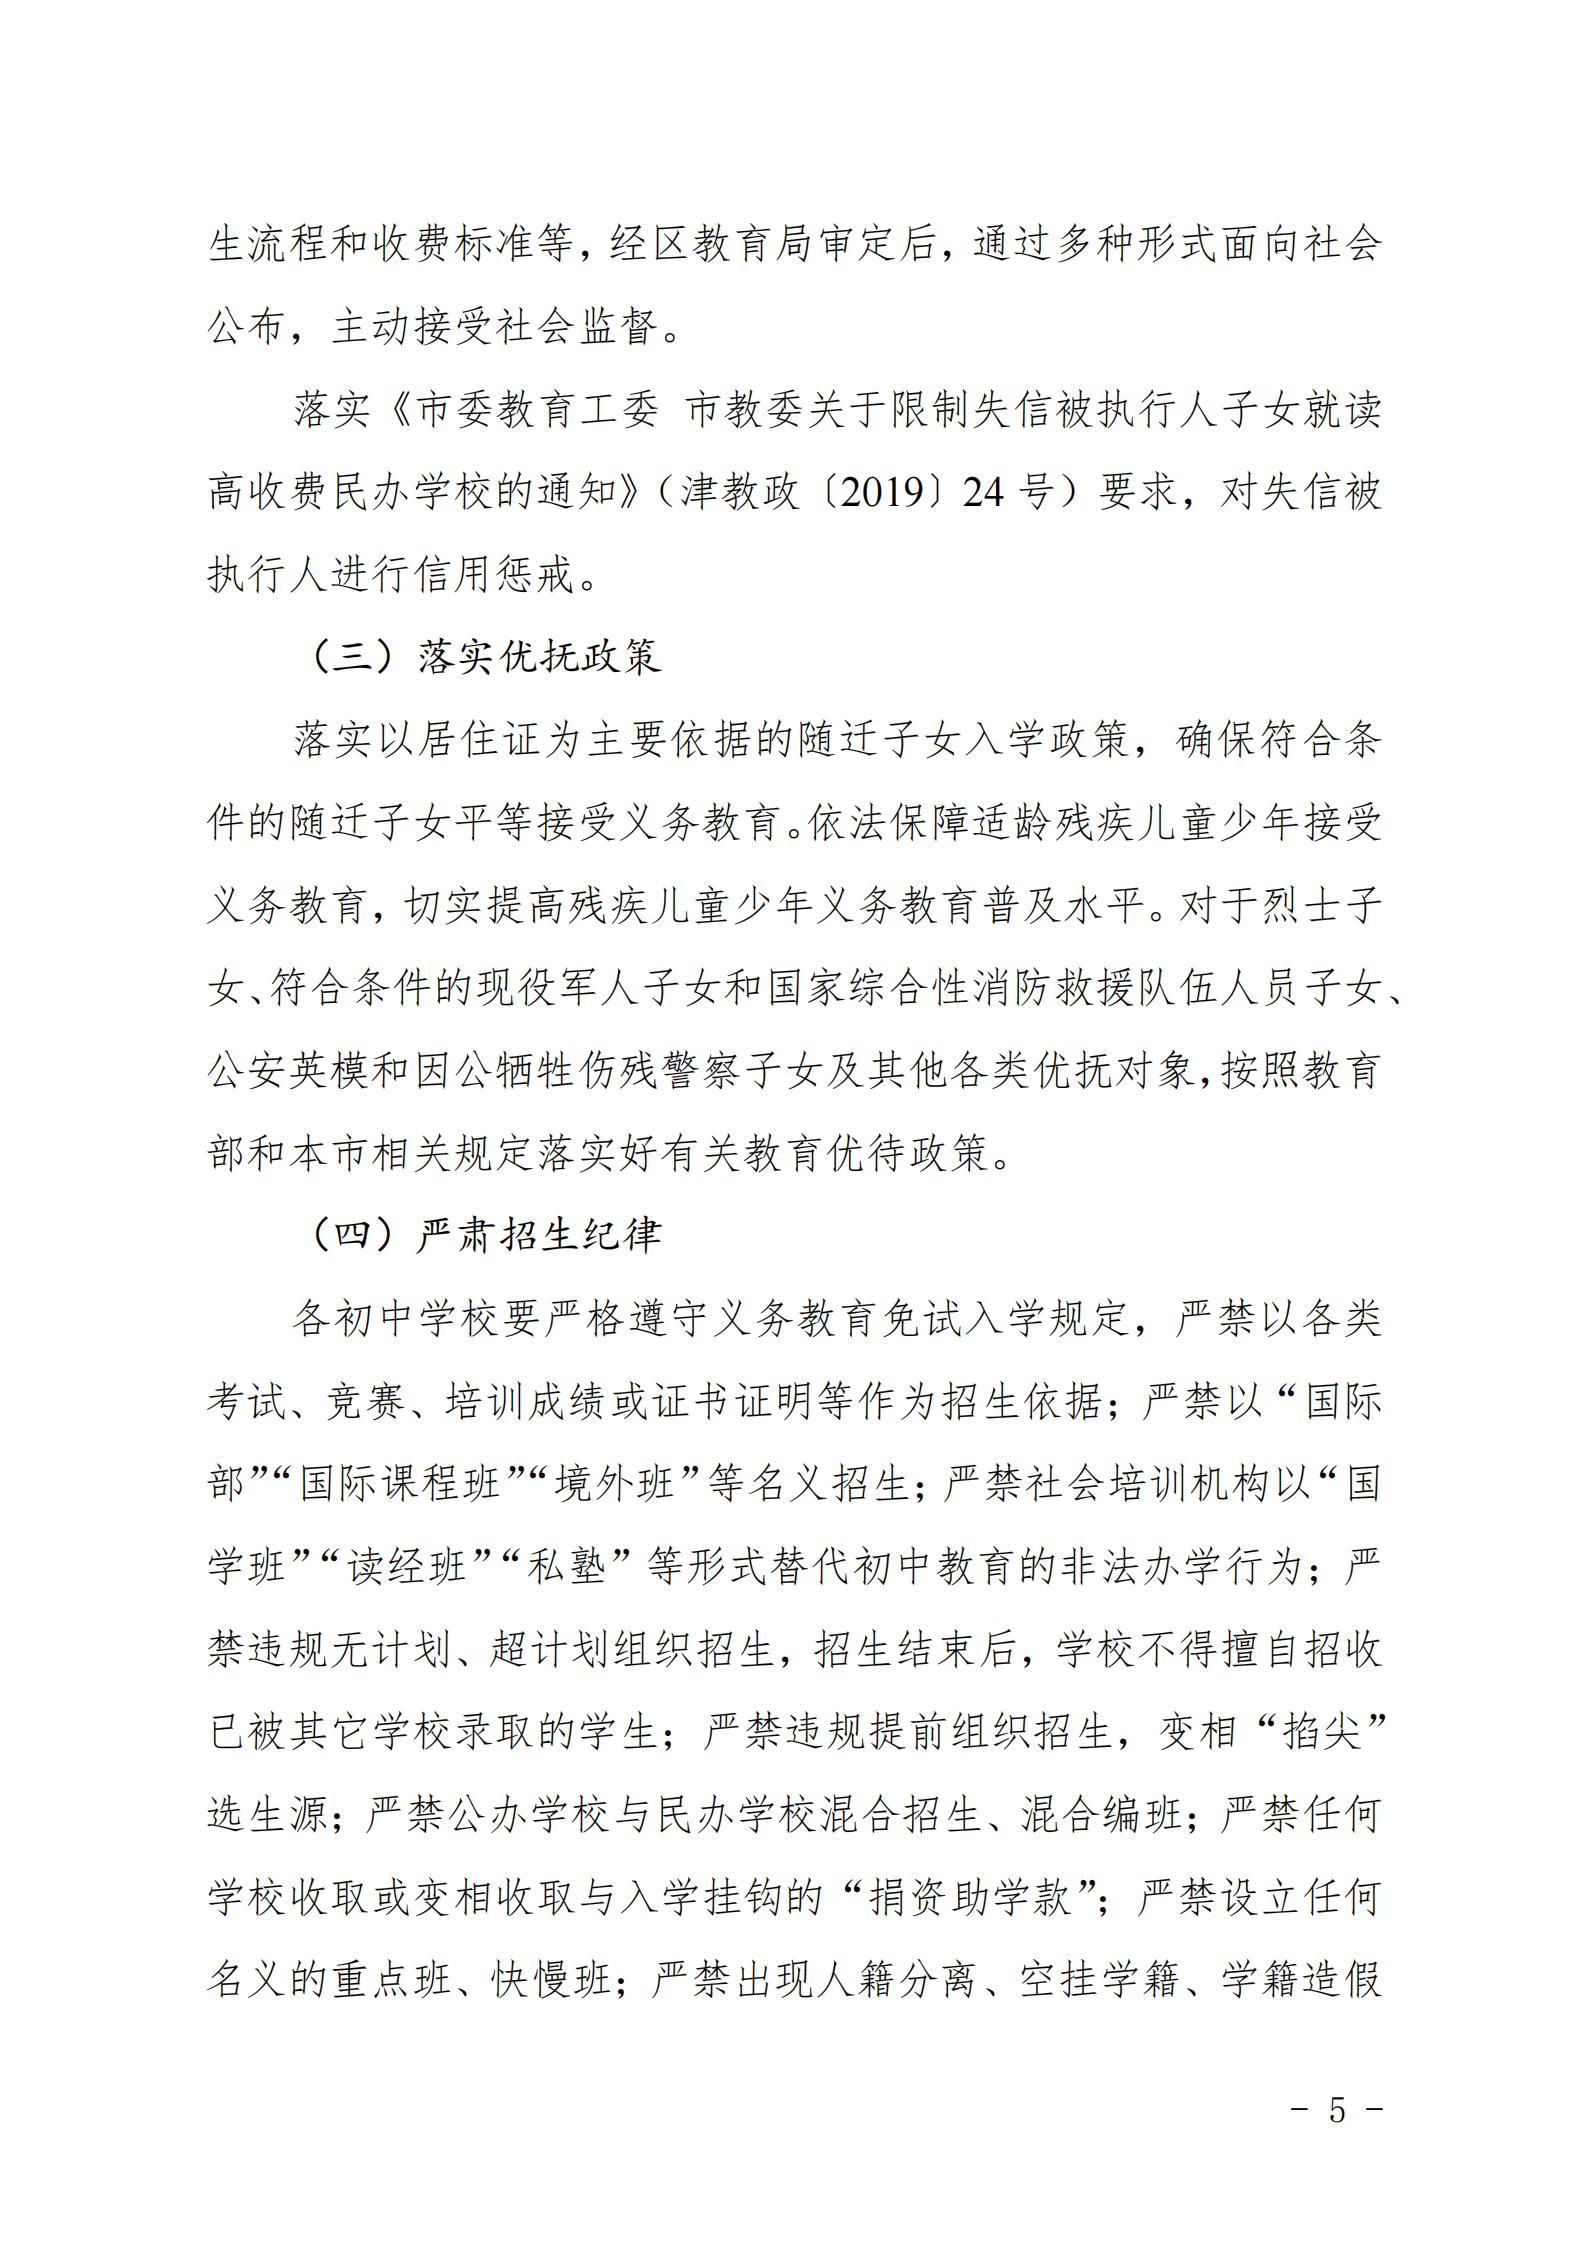 生流程和收费标准等，经区教育局审定后，通过多种形式面向社会
公布，主动接受社会监督。
落实《市委教育工委 市教委关于限制失信被执行人子女就读
高收费民办学校的通知》（津教政〔2019〕24 号）要求，对失信被
执行人进行信用惩戒。
（三）落实优抚政策
落实以居住证为主要依据的随迁子女入学政策，确保符合条
件的随迁子女平等接受义务教育。依法保障适龄残疾儿童少年接受
义务教育，切实提高残疾儿童少年义务教育普及水平。对于烈士子
女、符合条件的现役军人子女和国家综合性消防救援队伍人员子女、
公安英模和因公牺牲伤残警察子女及其他各类优抚对象，按照教育
部和本市相关规定落实好有关教育优待政策。
（四）严肃招生纪律
各初中学校要严格遵守义务教育免试入学规定，严禁以各类
考试、竞赛、培训成绩或证书证明等作为招生依据；严禁以“国际
部”“国际课程班”“境外班”等名义招生；严禁社会培训机构以“国
学班”“读经班”“私塾”等形式替代初中教育的非法办学行为；严
禁违规无计划、超计划组织招生，招生结束后，学校不得擅自招收
已被其它学校录取的学生；严禁违规提前组织招生，变相“掐尖”
选生源；严禁公办学校与民办学校混合招生、混合编班；严禁任何
学校收取或变相收取与入学挂钩的“捐资助学款”；严禁设立任何
名义的重点班、快慢班；严禁出现人籍分离、空挂学籍、学籍造假
- 5 -